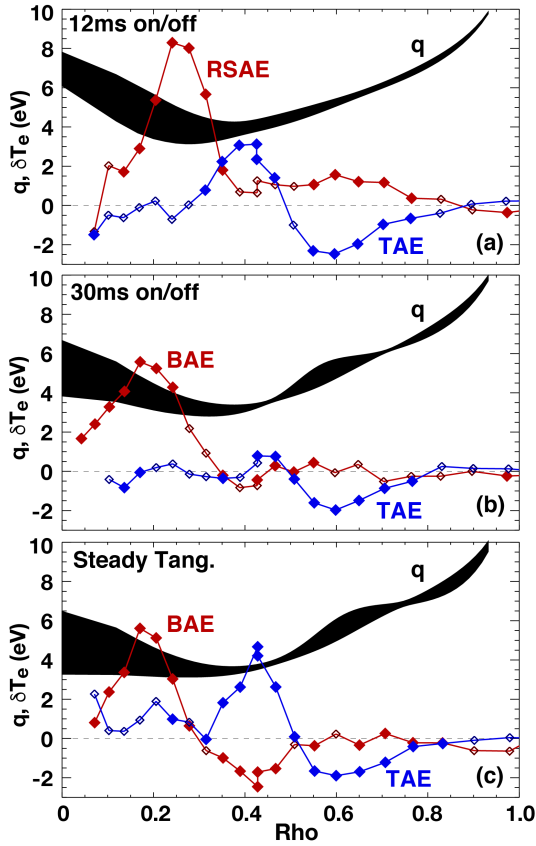 12ms on/off
q
RSAE
TAE
(a)
q, δTe (eV)
10
8
6
4
2
0
-2
30ms on/off
q
BAE
TAE
(b)
q, δTe (eV)
10
8
6
4
2
0
-2
Steady Tang.
q
BAE
TAE
(c)
q, δTe (eV)
10
8
6
4
2
0
-2
0 0.2 0.4 0.6 0.8 1.0
Rho